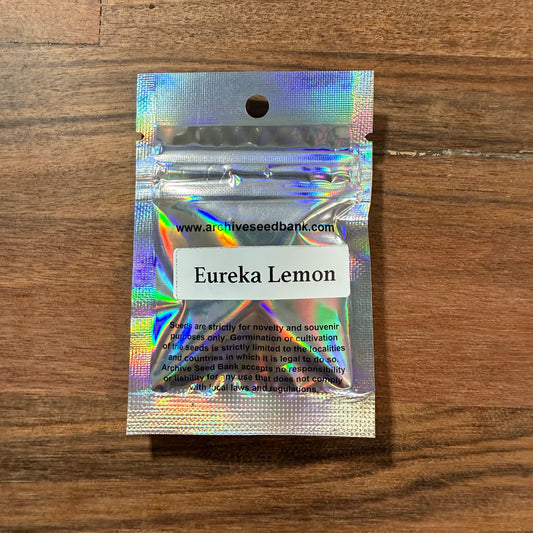 www.archiveseedbank.com
Eureka Lemon
Seeds are strictly for novelty and souvenir
purposes only. Germination or cultivation
of the seeds is strictly limited to the localities
and countries in which it is legal to do so.
Archive Seed Bank accepts no responsibility
or liability for any use that does not comply
with local laws and regulations.